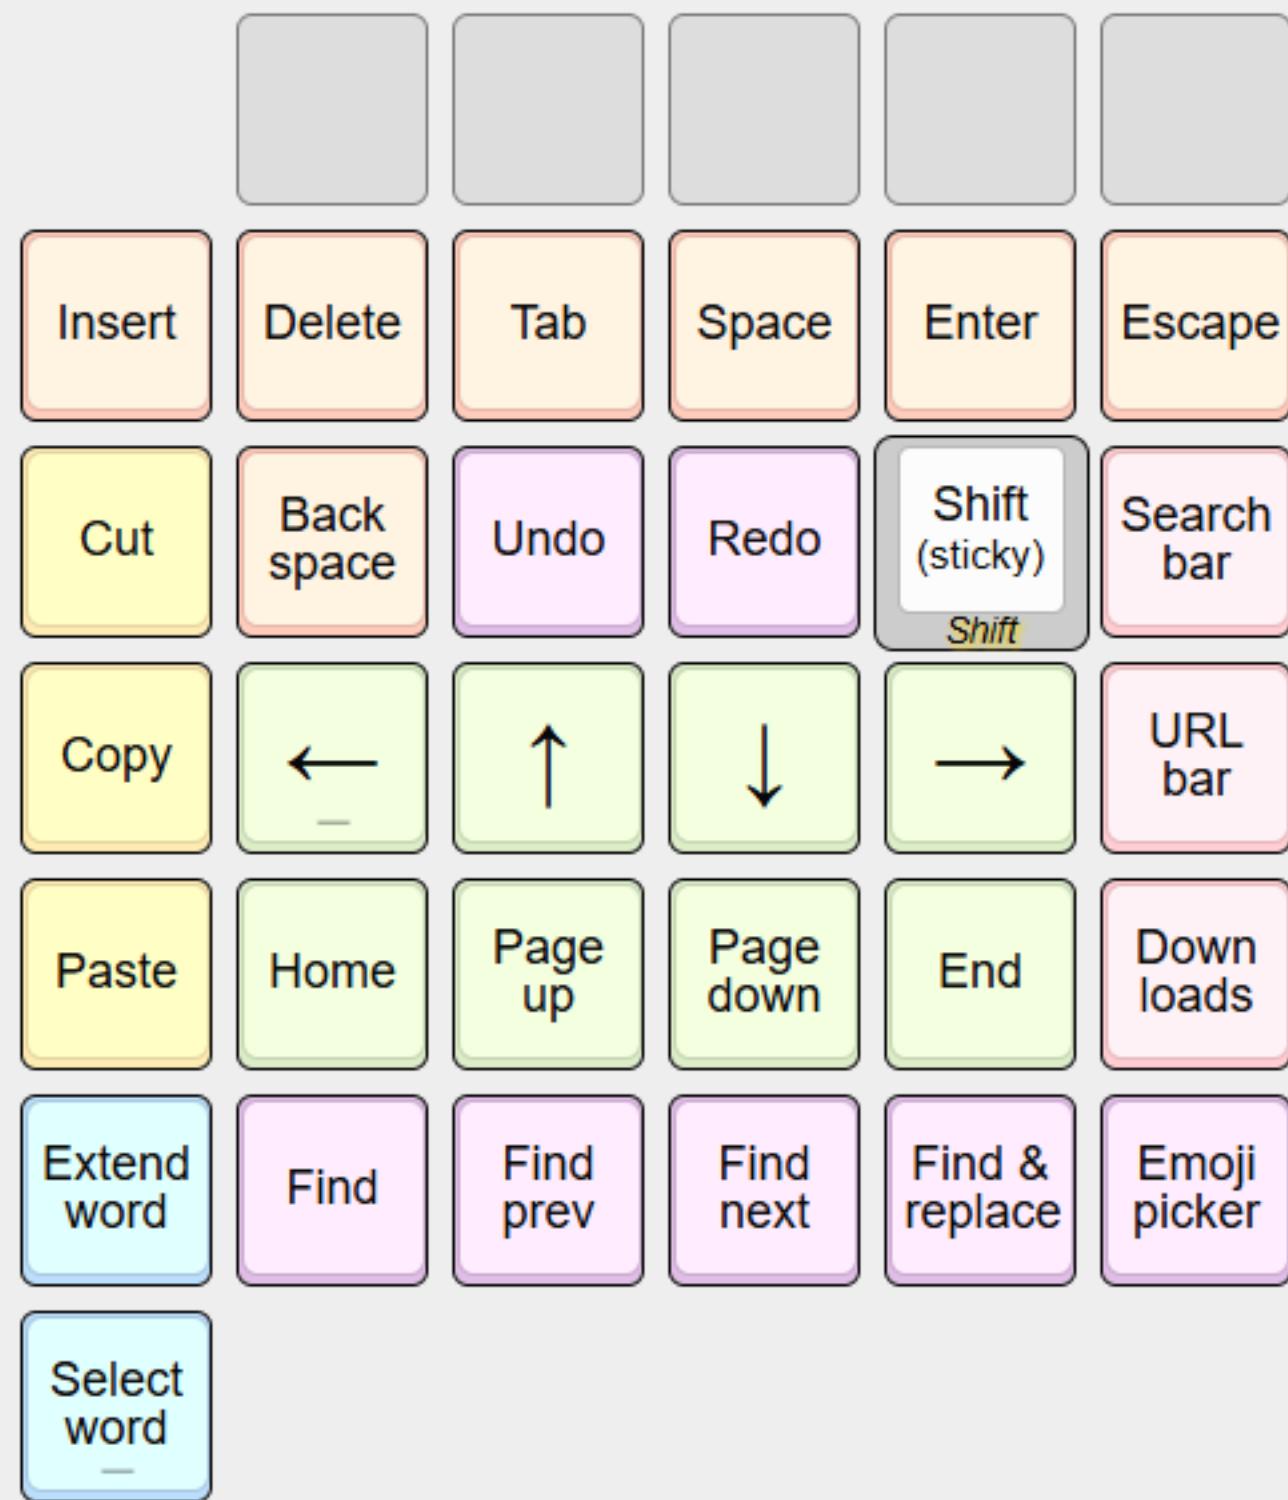 Insert Delete Tab Space Enter Escape
Cut
Back
space
Undo
Redo
Shift
(sticky)
Shift
Search
bar
Copy
←
↑
↓
→
URL
bar
Paste
Home
Page
up
Page
down
End
Down
loads
Extend
word
Find
Find
prev
Find
next
Find &
replace
Emoji
picker
Select
word